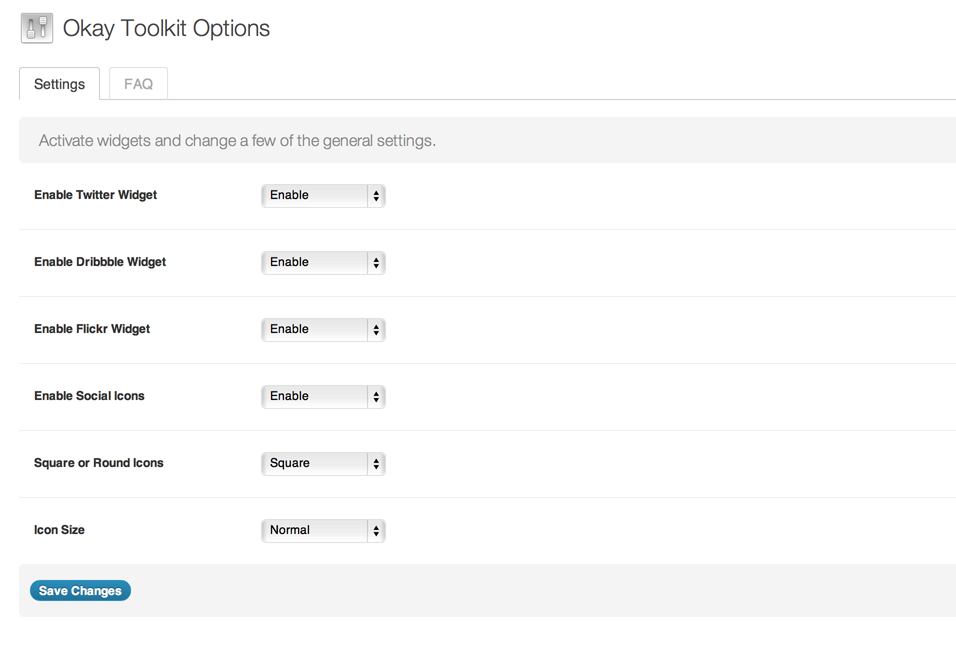 Okay Toolkit Options
Settings FAQ
Activate widgets and change a few of the general settings.
Enable Twitter Widget Enable
Enable Dribbble Widget Enable
Enable Flickr Widget Enable
Enable Social Icons Enable
Square or Round Icons Square
Icon Size Normal
Save Changes